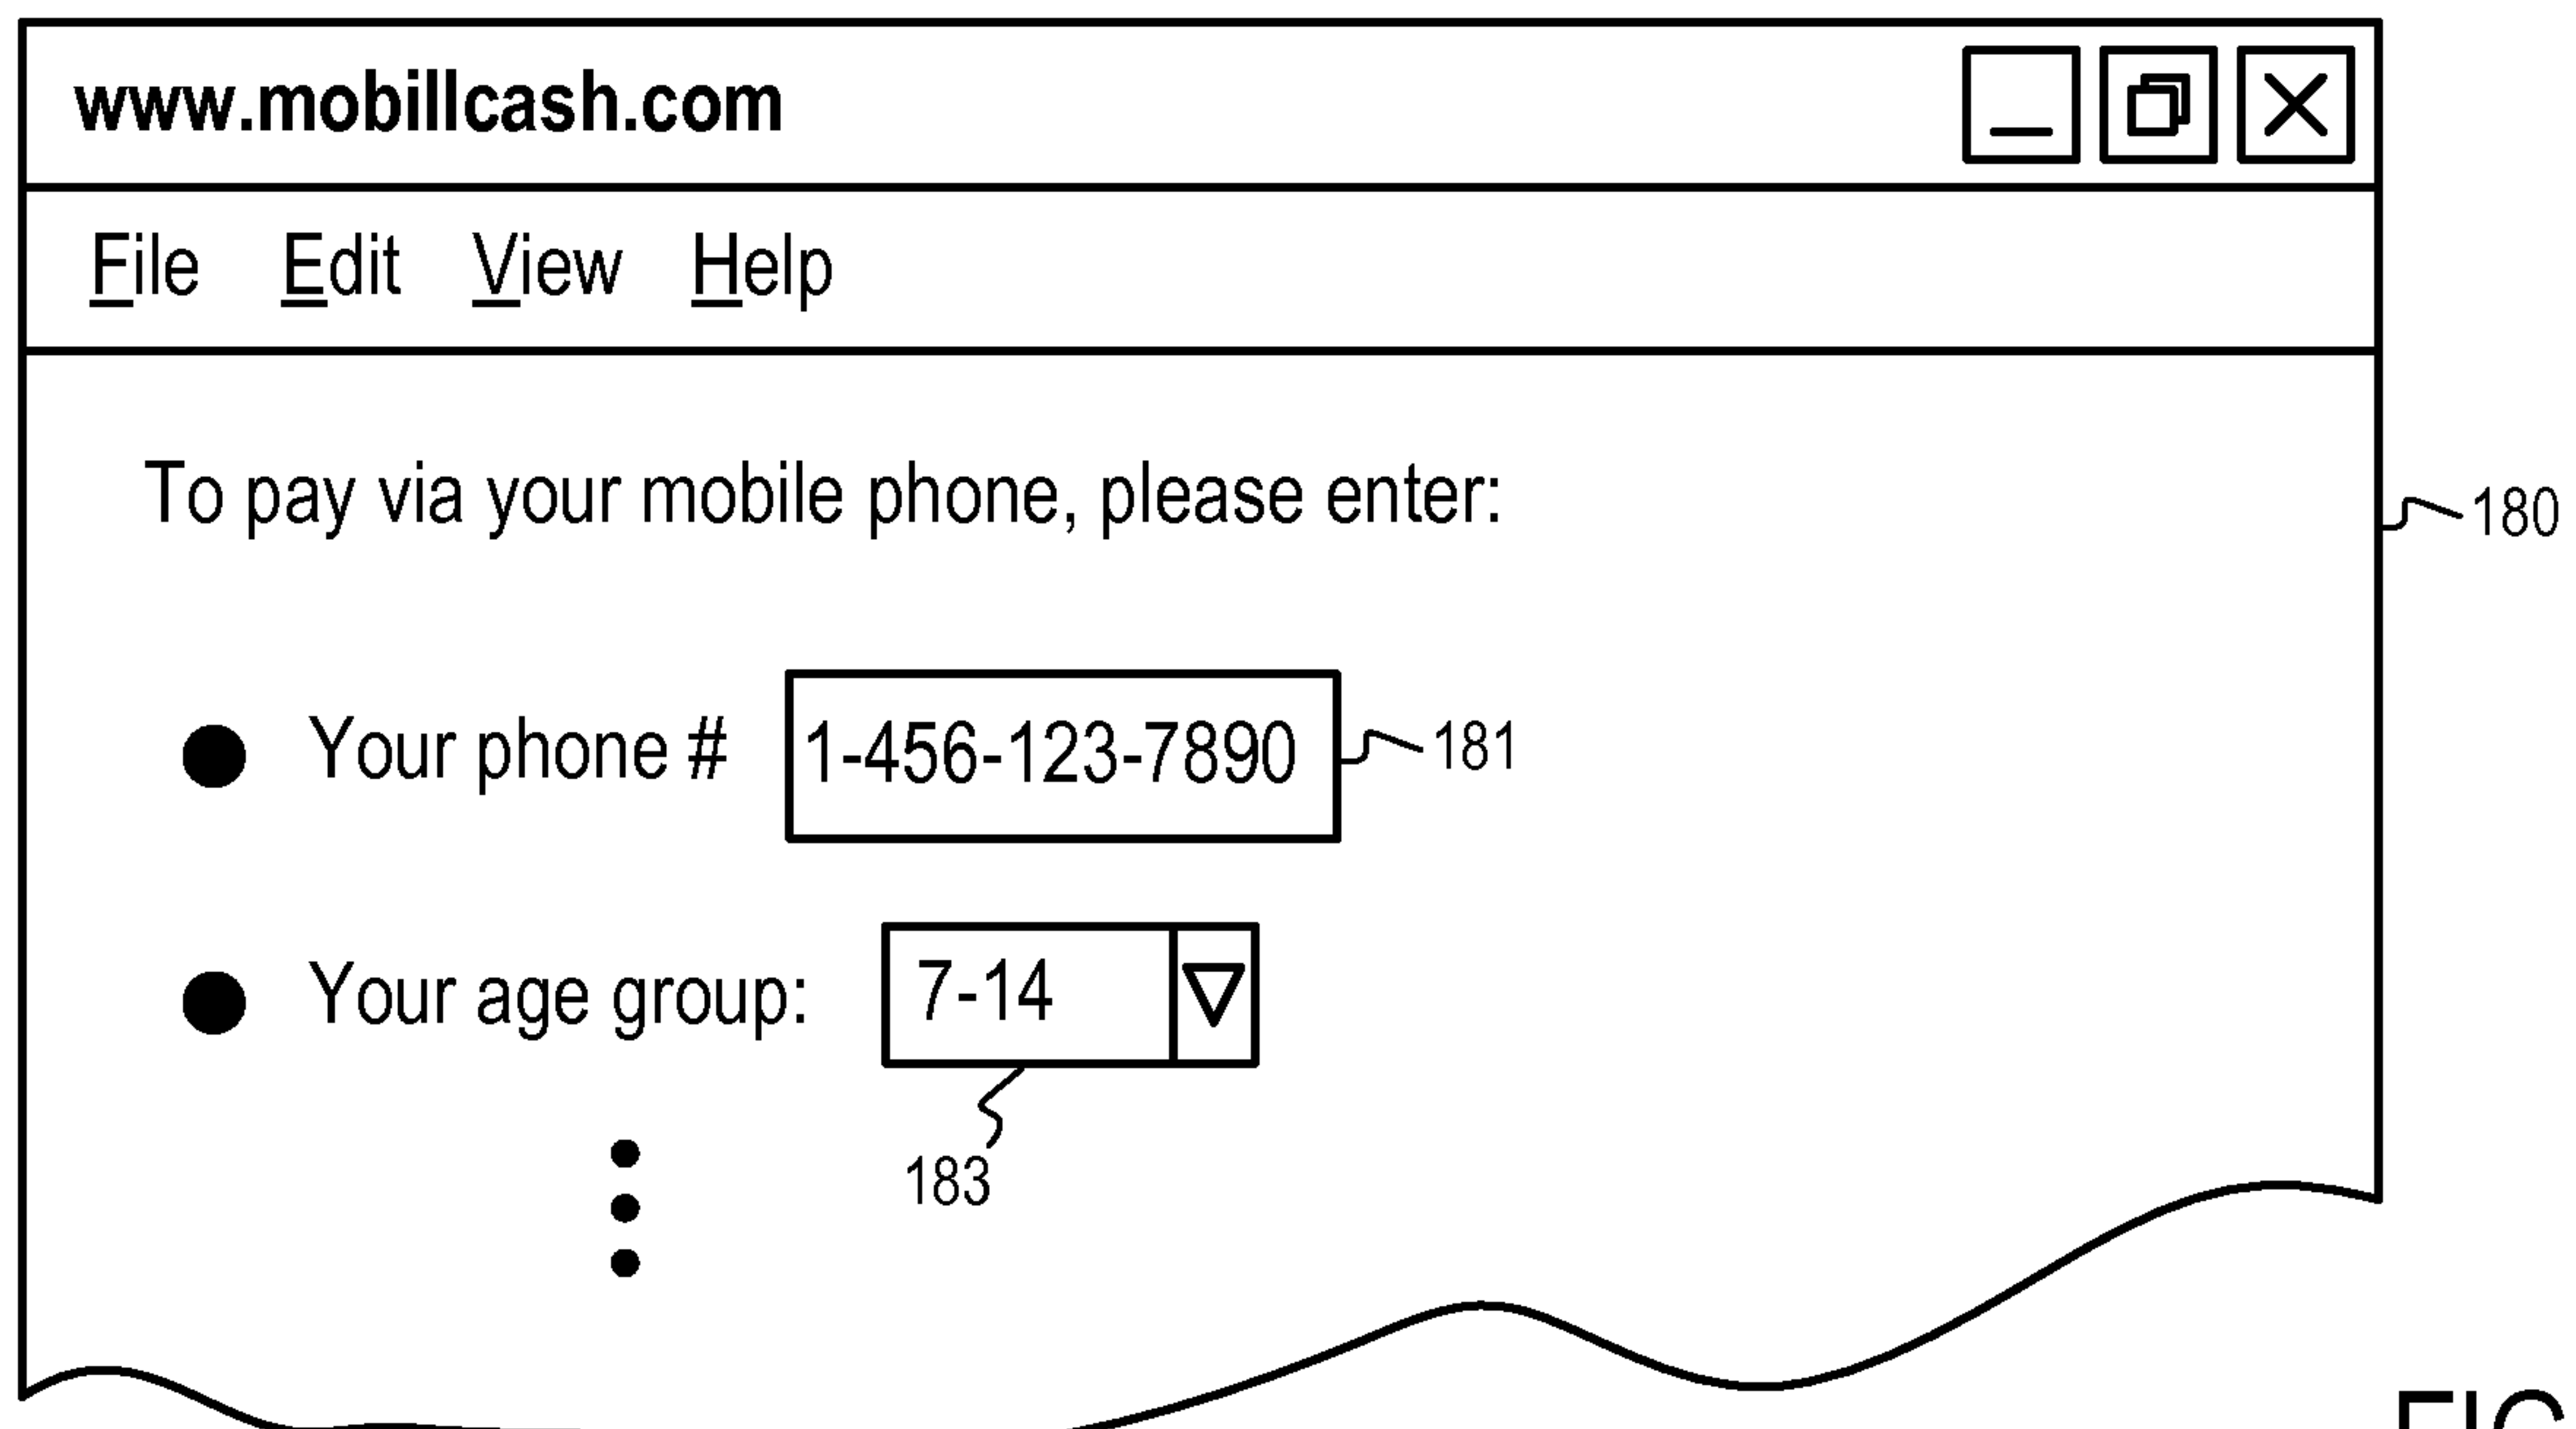 www.mobillcash.com
File Edit View Help
To pay via your mobile phone, please enter:
180
● Your phone # 1-456-123-7890 181
● Your age group: 7-14
183